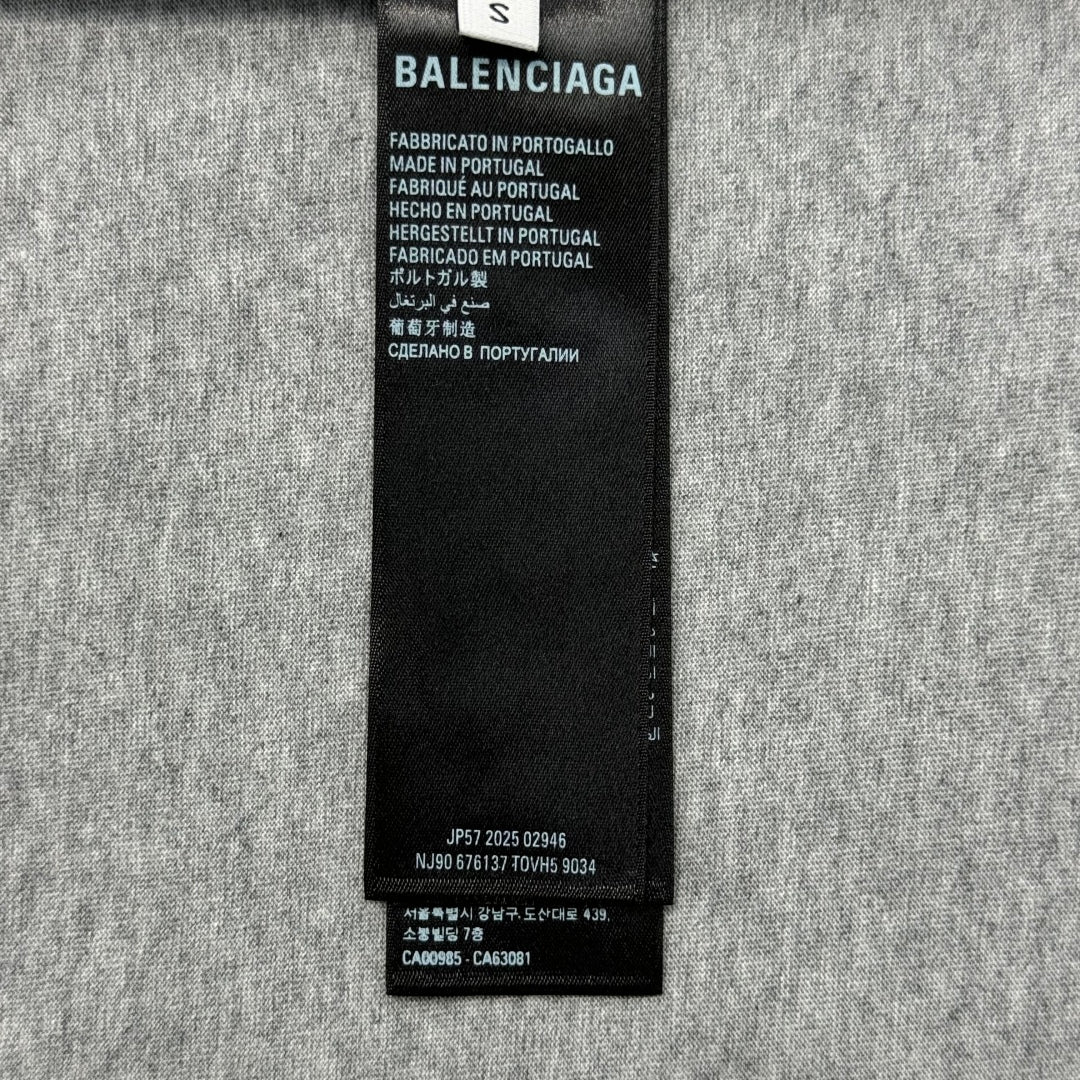 S
BALENCIAGA
FABBRICATO IN PORTOGALLO
MADE IN PORTUGAL
FABRIQUÉ AU PORTUGAL
HECHO EN PORTUGAL
HERGESTELLT IN PORTUGAL
FABRICADO EM PORTUGAL
ポルトガル製
صنع في البرتغال
葡萄牙制造
СДЕЛАНО В ПОРТУГАЛИИ
JP57 2025 02946
NJ90 676137 TOVH5 9034
서울특별시 강남구. 도산대로 439,
소봉빌딩 7층
CA00985 - CA63081